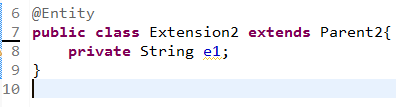 6 @Entity
7 public class Extension2 extends Parent2{
8     private String e1;
9 }
10